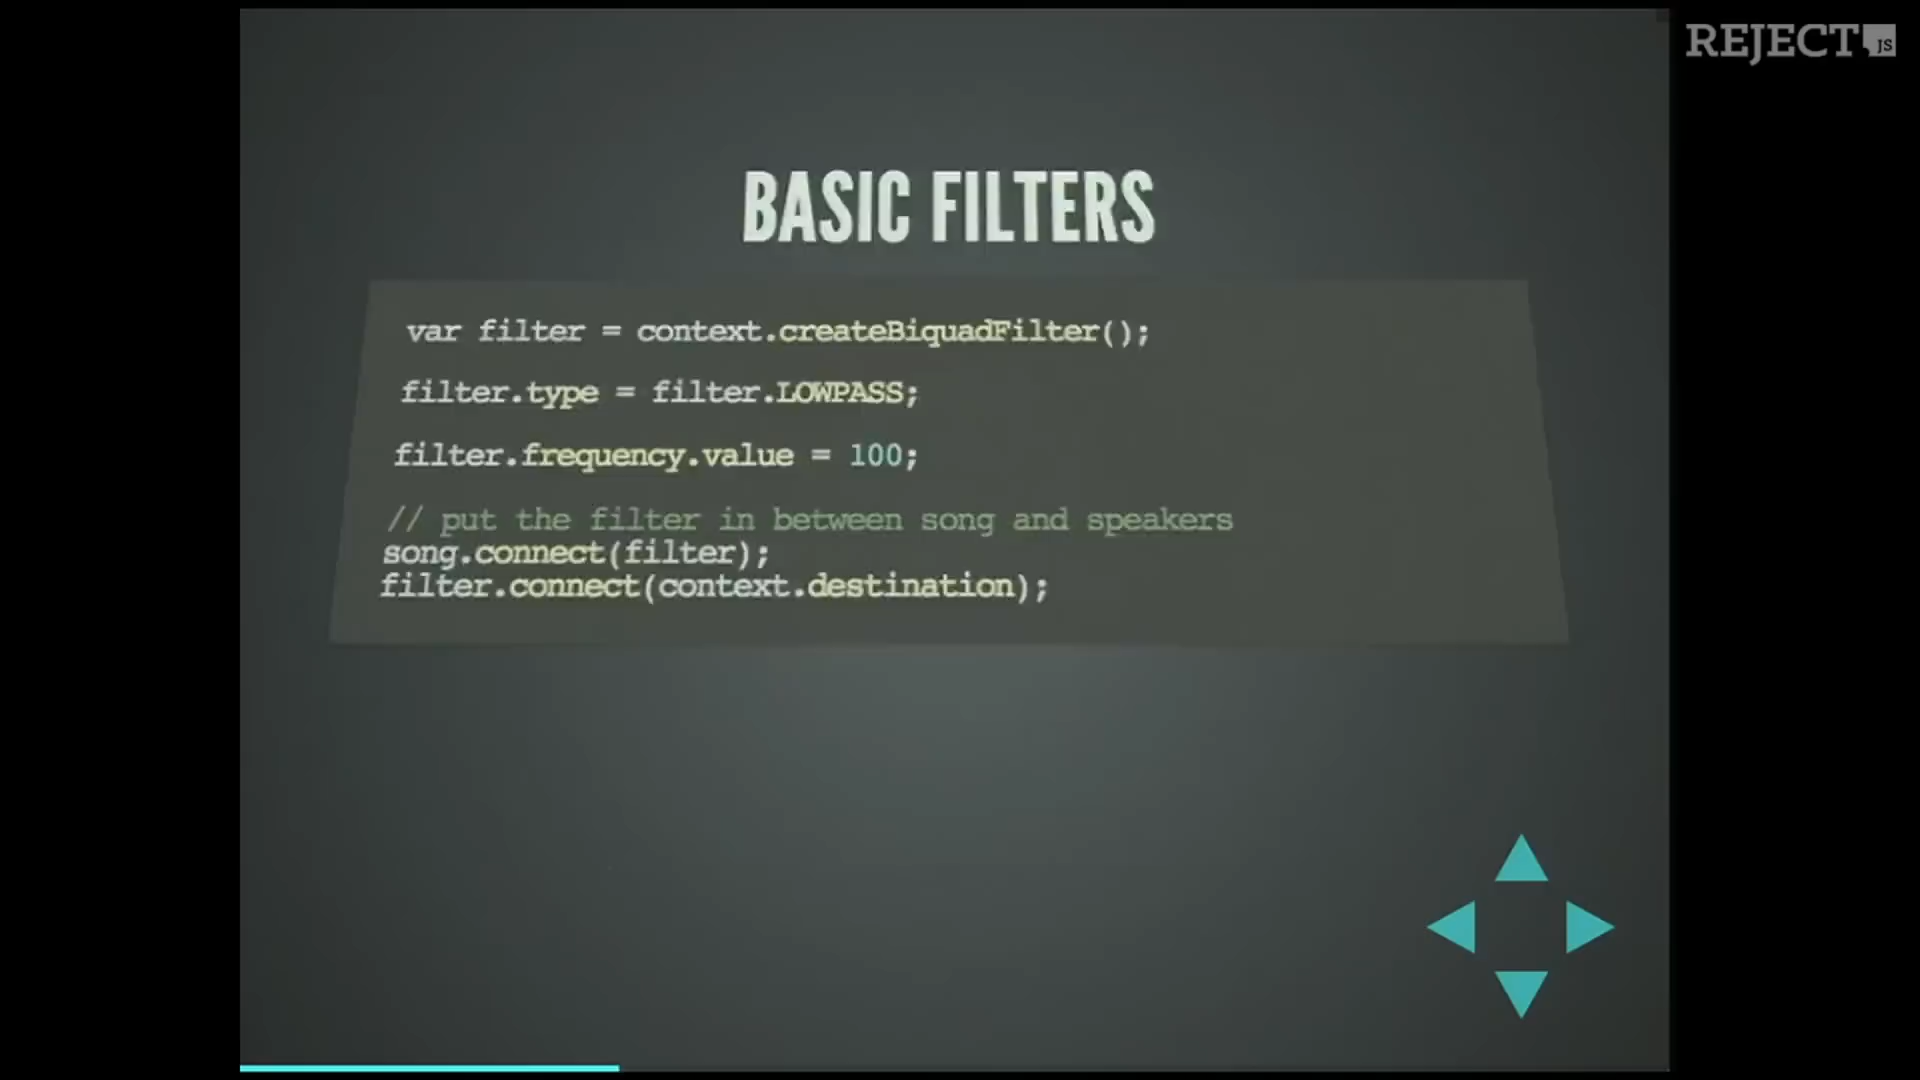 REJECT JS
BASIC FILTERS
var filter = context.createBiquadFilter();
filter.type = filter.LOWPASS;
filter.frequency.value = 100;
// put the filter in between song and speakers
song.connect(filter);
filter.connect(context.destination);